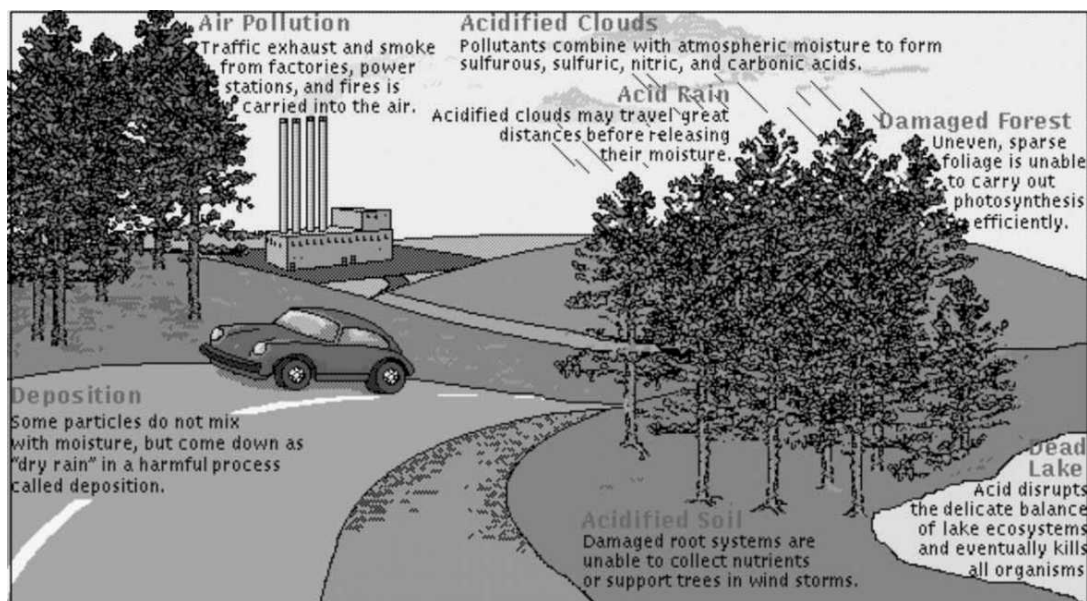 Air Pollution
Traffic exhaust and smoke
from factories, power
stations, and fires is
carried into the air.
Acidified Clouds
Pollutants combine with atmospheric moisture to form
sulfurous, sulfuric, nitric, and carbonic acids.
Acid Rain
Acidified clouds may travel great
distances before releasing
their moisture.
Damaged Forest
Uneven, sparse
foliage is unable
to carry out
photosynthesis
efficiently.
Deposition
Some particles do not mix
with moisture, but come down as
"dry rain" in a harmful process
called deposition.
Acidified Soil
Damaged root systems are
unable to collect nutrients
or support trees in wind storms.
Dead
Lake
Acid disrupts
the delicate balance
of lake ecosystems
and eventually kills
all organisms